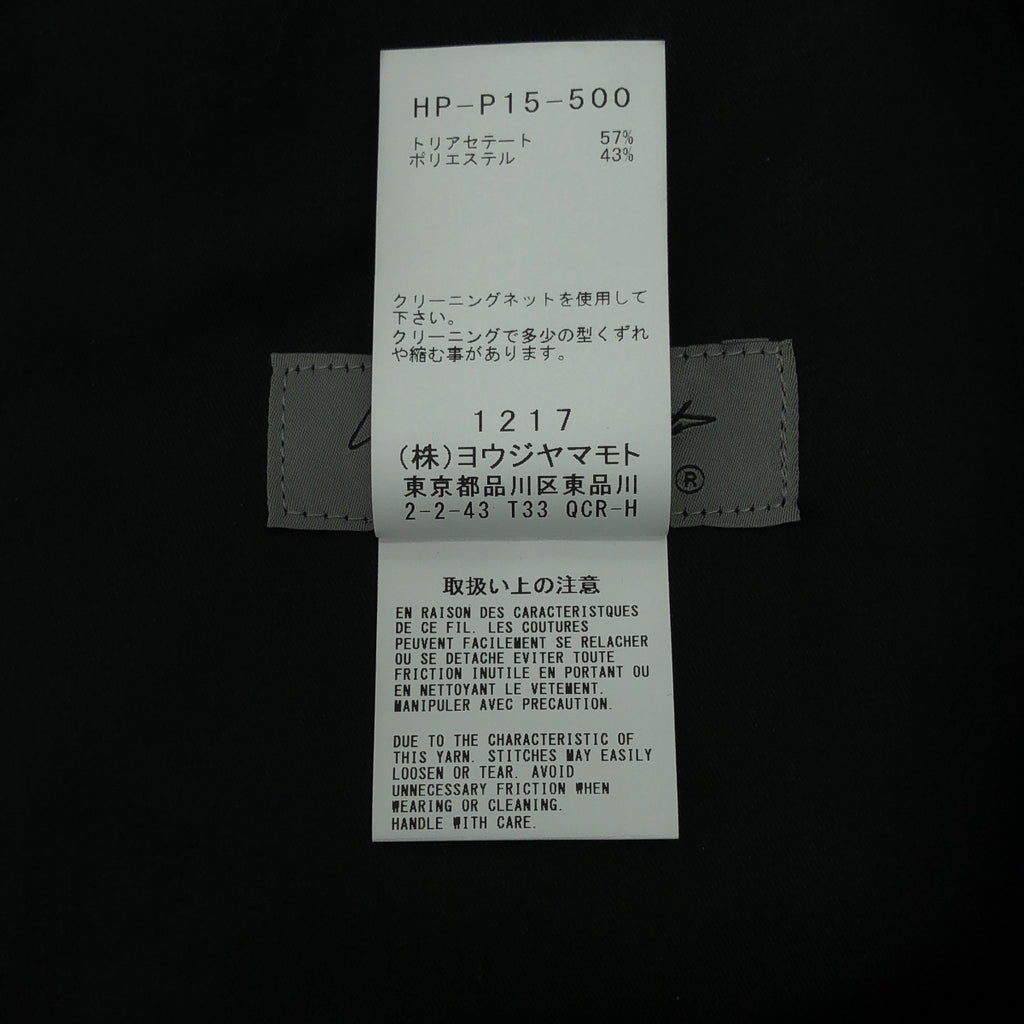 HP-P15-500
トリアセテート 57%
ポリエステル 43%
クリーニングネットを使用して
下さい。
クリーニングで多少の型くずれ
や縮む事があります。
1217
(株)ヨウジヤマモト
東京都品川区東品川
2-2-43 T33 QCR-H
®
取扱い上の注意
EN RAISON DES CARACTERISTQUES
DE CE FIL. LES COUTURES
PEUVENT FACILEMENT SE RELACHER
OU SE DETACHE EVITER TOUTE
FRICTION INUTILE EN PORTANT OU
EN NETTOYANT LE VETEMENT.
MANIPULER AVEC PRECAUTION.
DUE TO THE CHARACTERISTIC OF
THIS YARN. STITCHES MAY EASILY
LOOSEN OR TEAR. AVOID
UNNECESSARY FRICTION WHEN
WEARING OR CLEANING.
HANDLE WITH CARE.